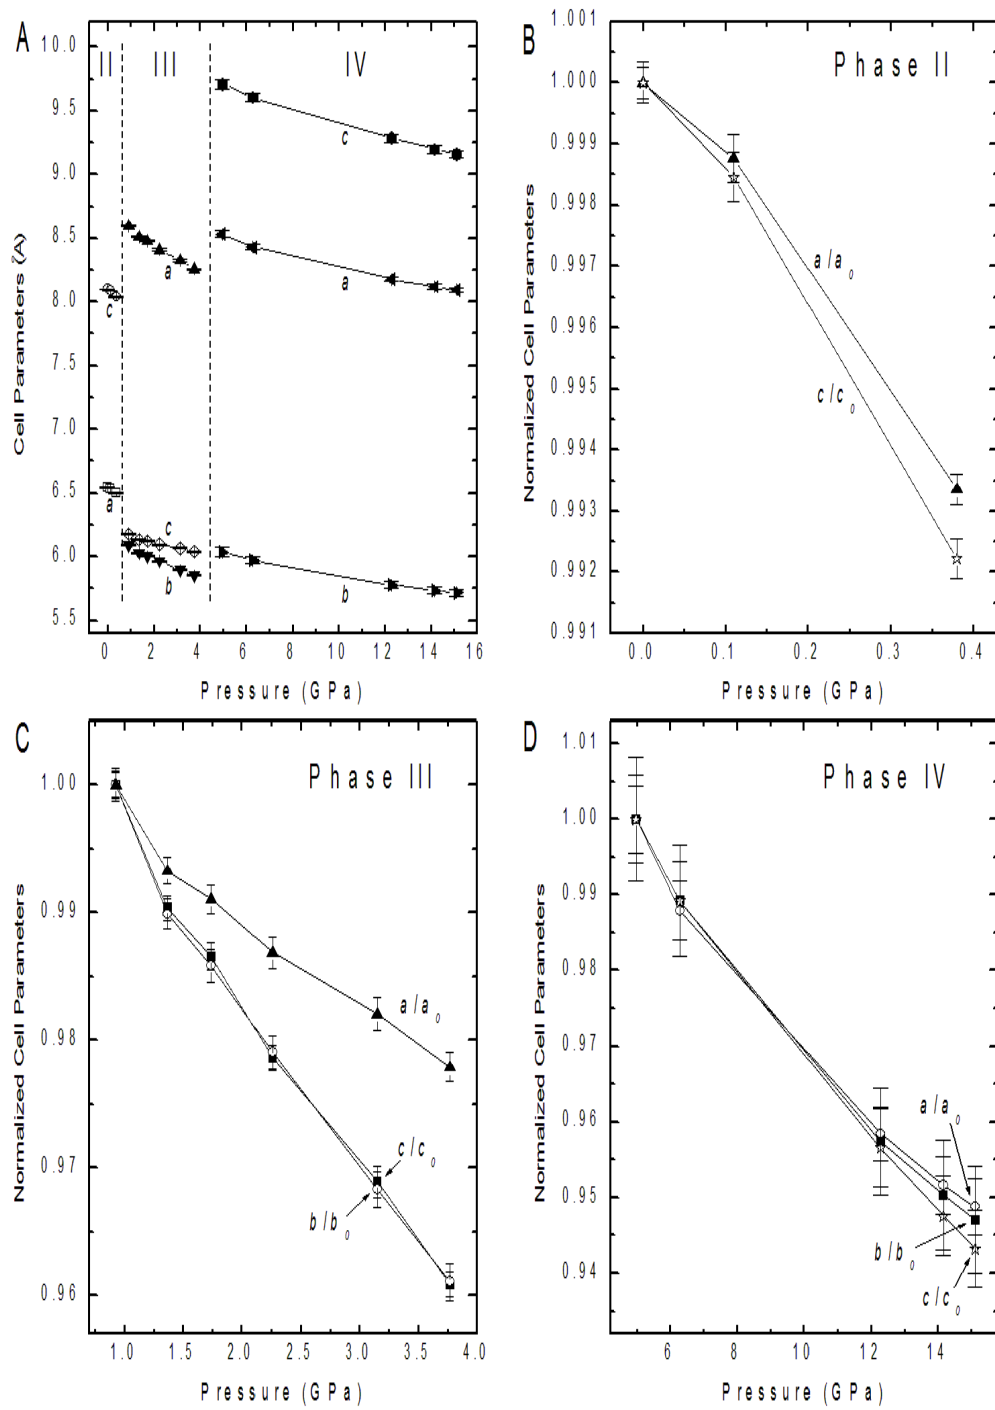 A
II
III
IV
10.0
9.5
9.0
8.5
8.0
7.5
7.0
6.5
6.0
5.5
c
a
c
a
c
b
a
b
0
2
4
6
8
10
12
14
16
Cell Parameters (Å)
Pressure (GPa)
B
Phase II
1.001
1.000
0.999
0.998
0.997
0.996
0.995
0.994
0.993
0.992
0.991
a/a0
c/c0
0.0
0.1
0.2
0.3
0.4
Normalized Cell Parameters
Pressure (GPa)
C
Phase III
1.00
0.99
0.98
0.97
0.96
a/a0
c/c0
b/b0
1.0
1.5
2.0
2.5
3.0
3.5
4.0
Normalized Cell Parameters
Pressure (GPa)
D
Phase IV
1.01
1.00
0.99
0.98
0.97
0.96
0.95
0.94
a/a0
b/b0
c/c0
6
8
10
12
14
Normalized Cell Parameters
Pressure (GPa)